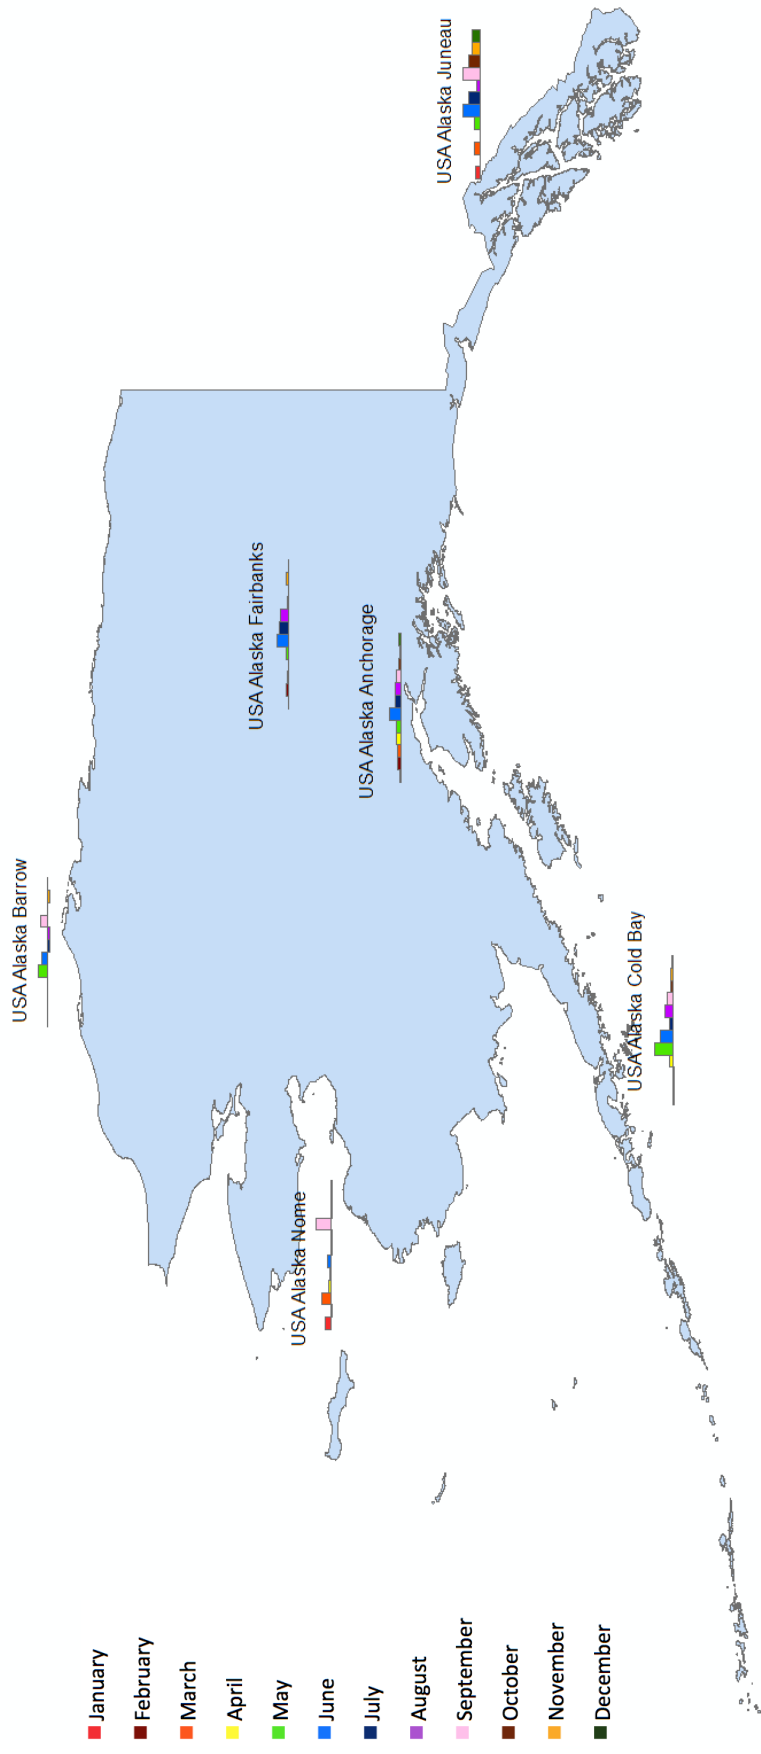 USA Alaska Barrow
USA Alaska Fairbanks
USA Alaska Juneau
USA Alaska Anchorage
USA Alaska Nome
USA Alaska Cold Bay
January
February
March
April
May
June
July
August
September
October
November
December